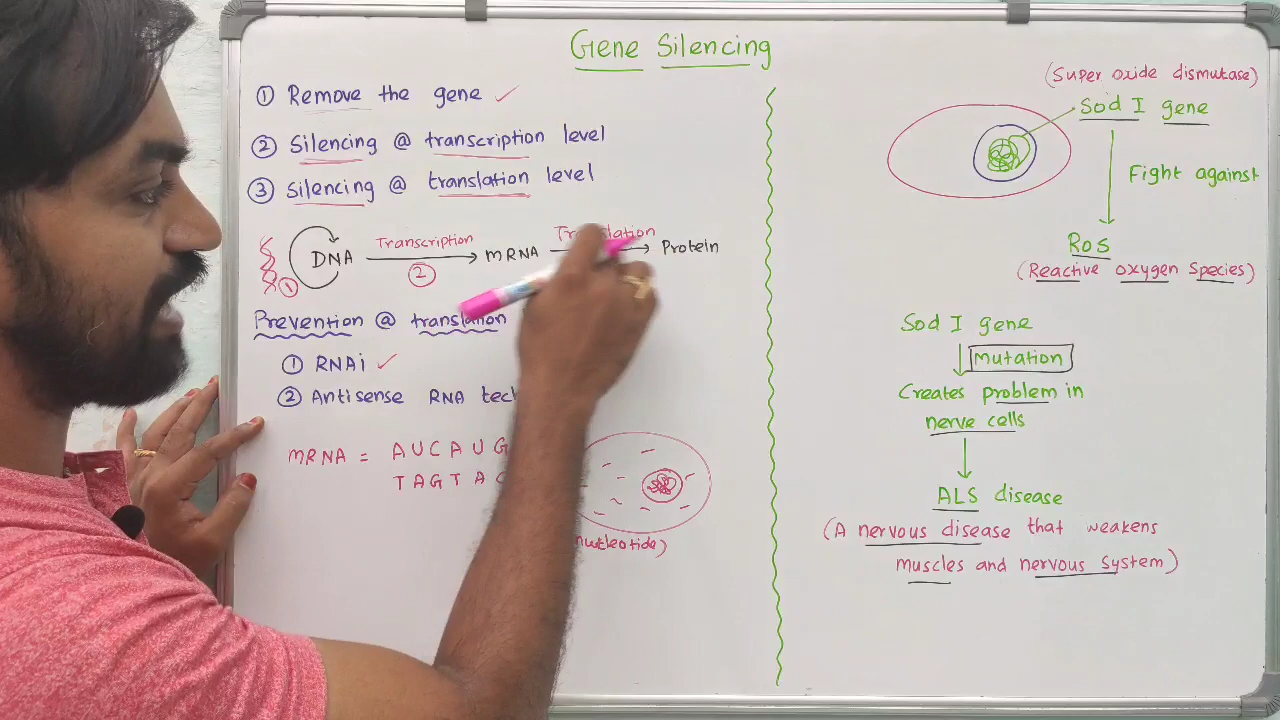 Gene Silencing
① Remove the gene ✓
② Silencing @ transcription level
③ Silencing @ translation level
① DNA Transcription ② mRNA Translation Protein
Prevention @ translation
① RNAi ✓
② Antisense RNA
mRNA = AUCAUG
TAGTA
nucleotide)
(Super oxide dismutase)
Sod I gene
Fight against
Ros
(Reactive oxygen species)
Sod I gene
Mutation
Creates problem in
nerve cells
ALS disease
(A nervous disease that weakens
muscles and nervous system)